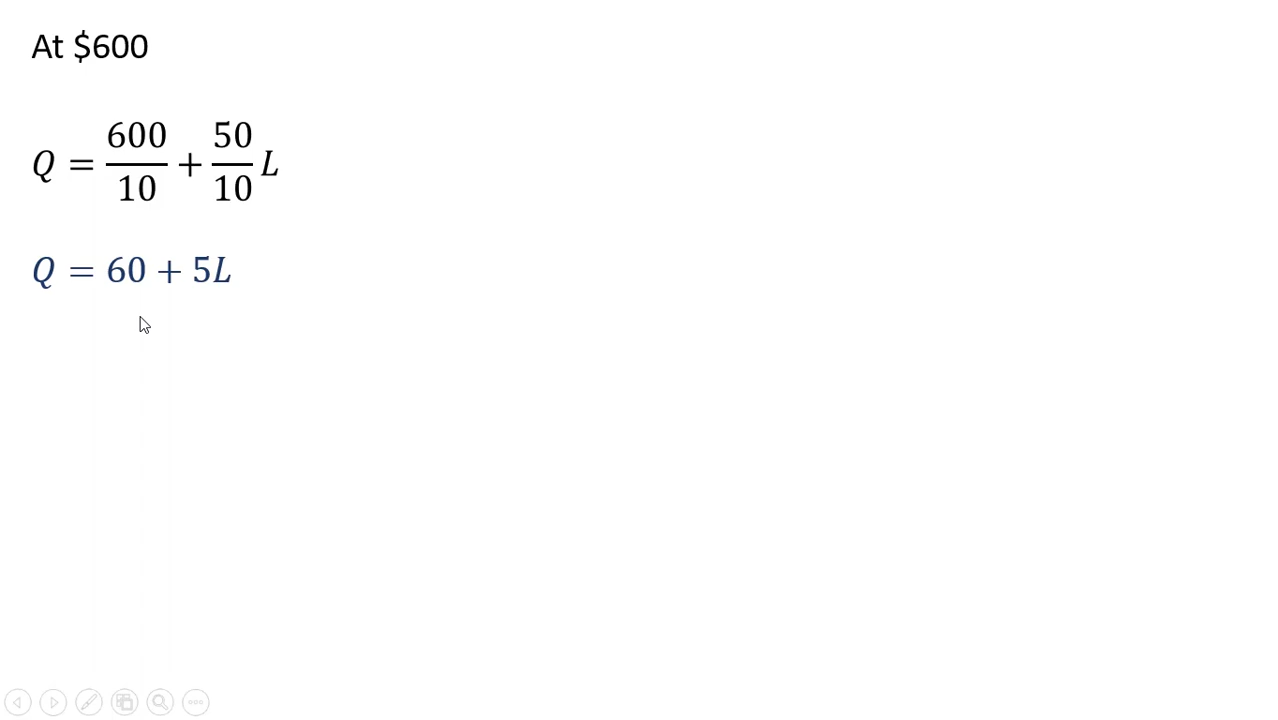 At $600
Q = 600/10 + 50/10 L
Q = 60 + 5L